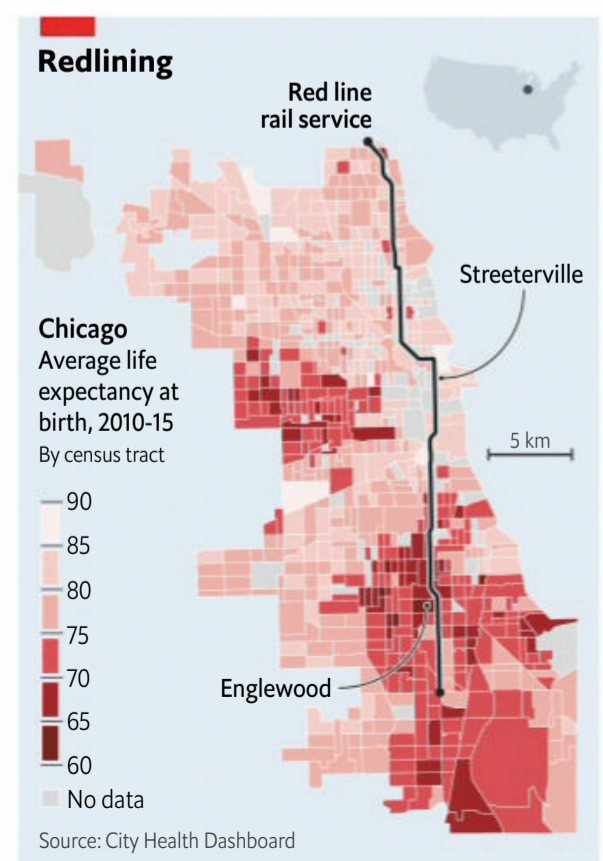 Redlining
Red line
rail service
Streeterville
Chicago
Average life
expectancy at
birth, 2010-15
By census tract
5 km
90
85
80
75
70
65
60
No data
Englewood
Source: City Health Dashboard